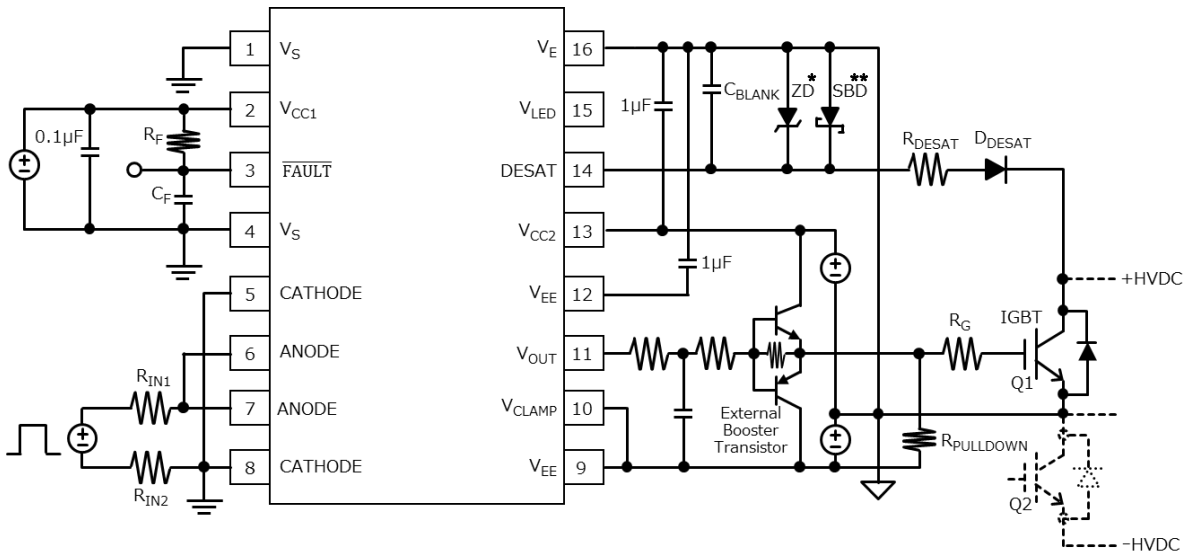 1 V_S
2 V_CC1
3 FAULT
4 V_S
5 CATHODE
6 ANODE
7 ANODE
8 CATHODE
V_E 16
V_LED 15
DESAT 14
V_CC2 13
V_EE 12
V_OUT 11
V_CLAMP 10
V_EE 9
0.1μF
R_F
C_F
R_IN1
R_IN2
1μF
C_BLANK
ZD*
SBD**
R_DESAT
D_DESAT
1μF
+HVDC
R_G
IGBT
Q1
External
Booster
Transistor
R_PULLDOWN
Q2
−HVDC